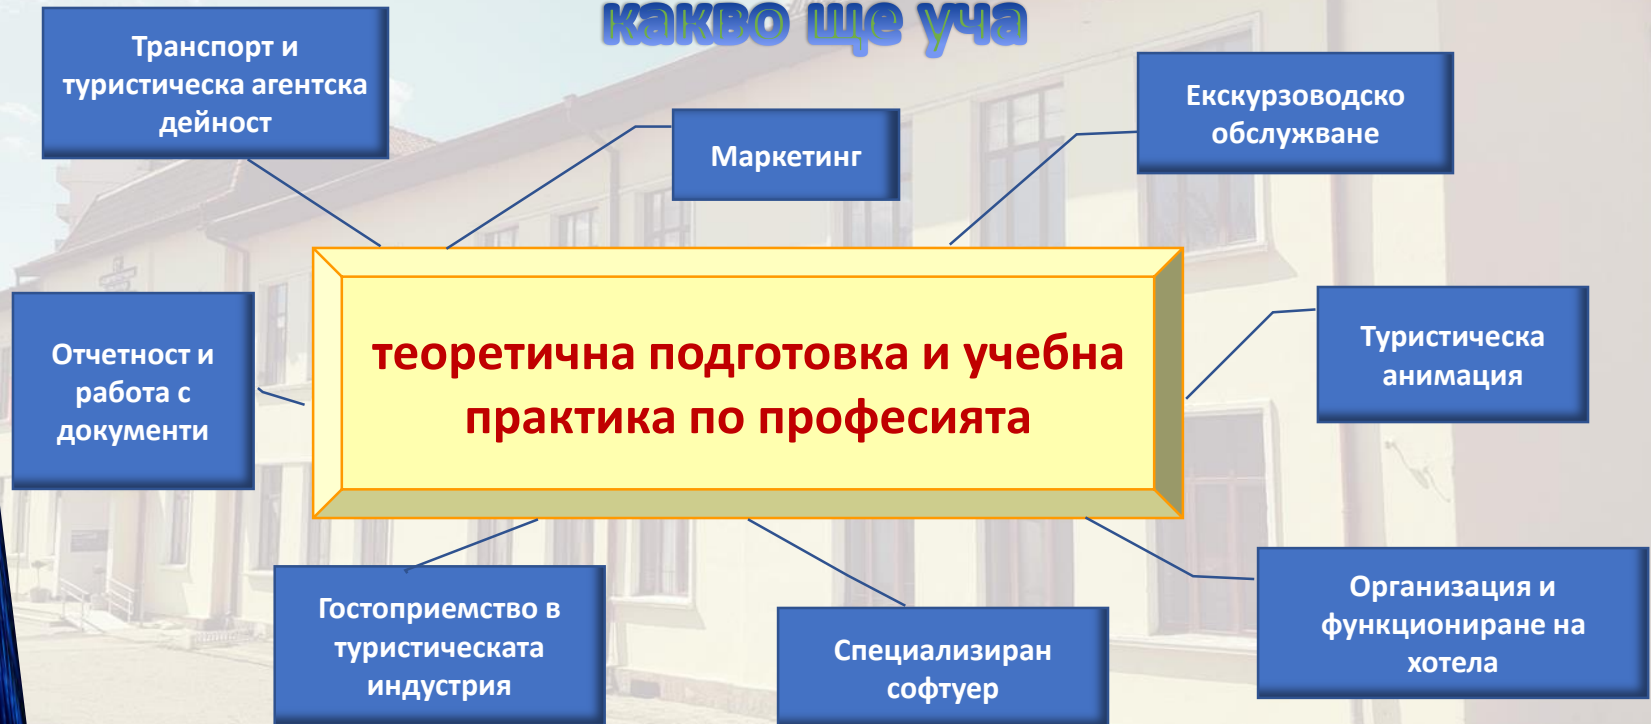 какво ще уча
Транспорт и
туристическа агентска
дейност
Маркетинг
Екскурзоводско
обслужване
Отчетност и
работа с
документи
теоретична подготовка и учебна
практика по професията
Туристическа
анимация
Гостоприемство в
туристическата
индустрия
Специализиран
софтуер
Организация и
функциониране на
хотела